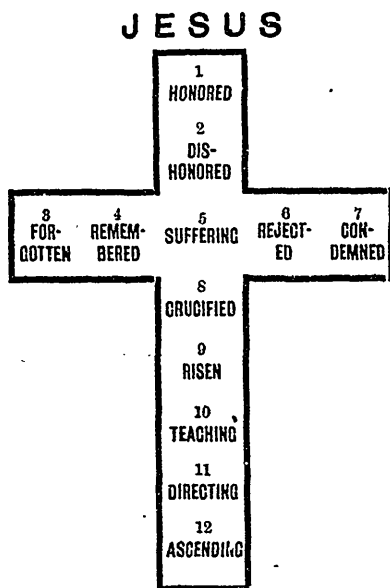 JESUS
1
HONORED
2
DIS-
HONORED
3 4 5 6 7
FOR- REMEM- SUFFERING REJECT- CON-
GOTTEN BERED ED DEMNED
8
CRUCIFIED
9
RISEN
10
TEACHING
11
DIRECTING
12
ASCENDING